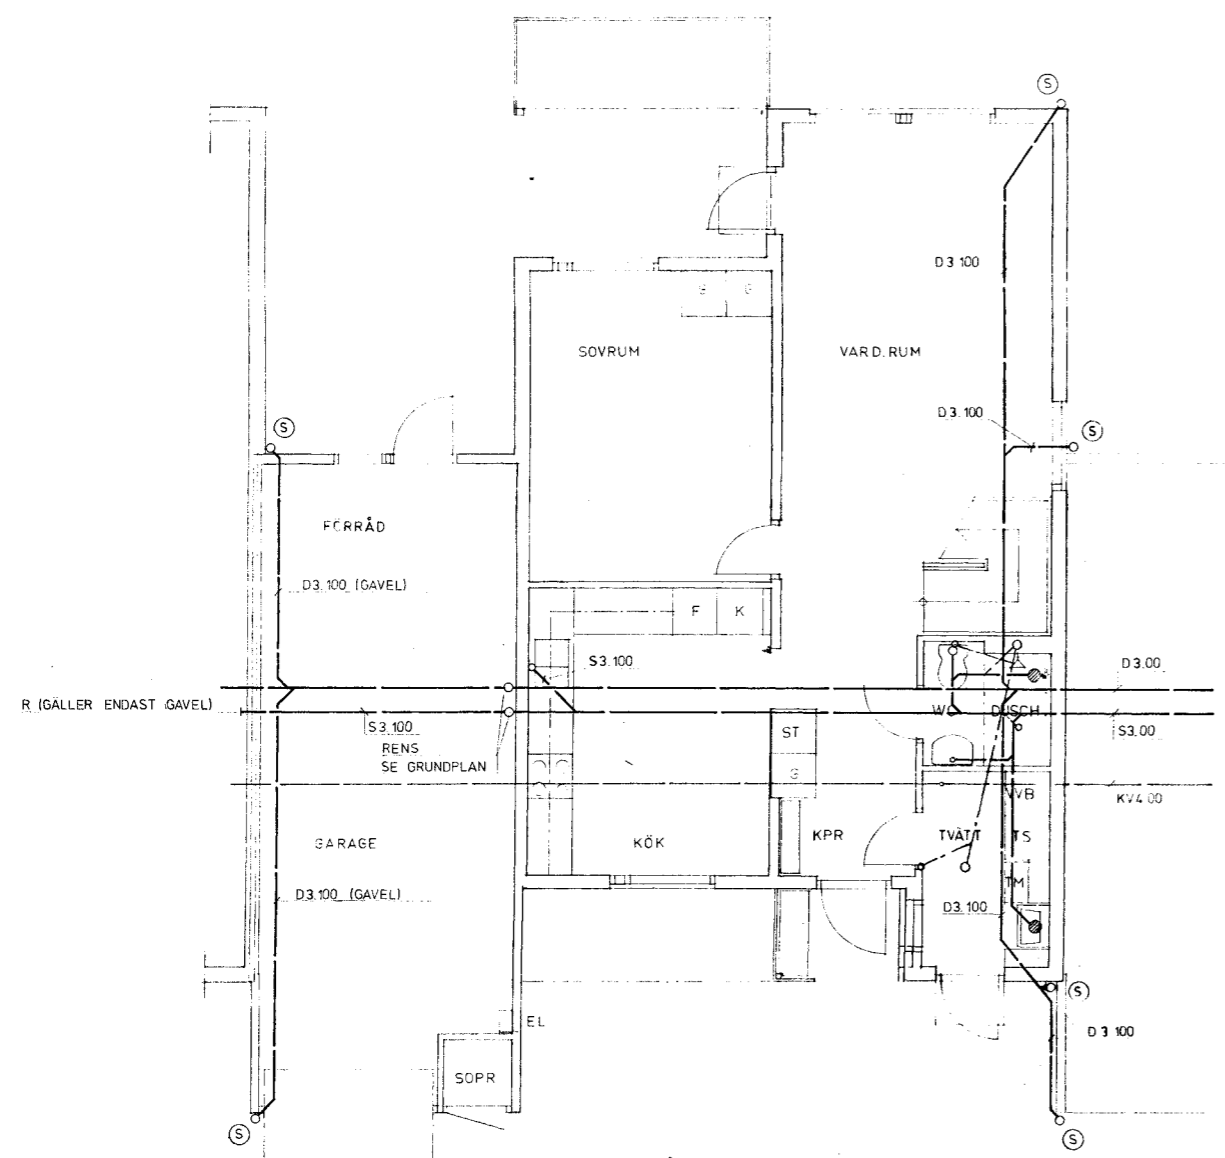 S
D3 100
SOVRUM
VARD.RUM
D3.100
S
S
FÖRRÅD
D3.100 (GAVEL)
F K
S3.100
D3.00
R (GÄLLER ENDAST GAVEL)
WC DUSCH
S3.100
S3.00
RENS
SE GRUNDPLAN
ST
G
VVB
KV4.00
GARAGE
KÖK
KPR
TVÄTT
TS
TM
D3.100 (GAVEL)
D3.100
S
EL
D3 100
SOPR
S
S